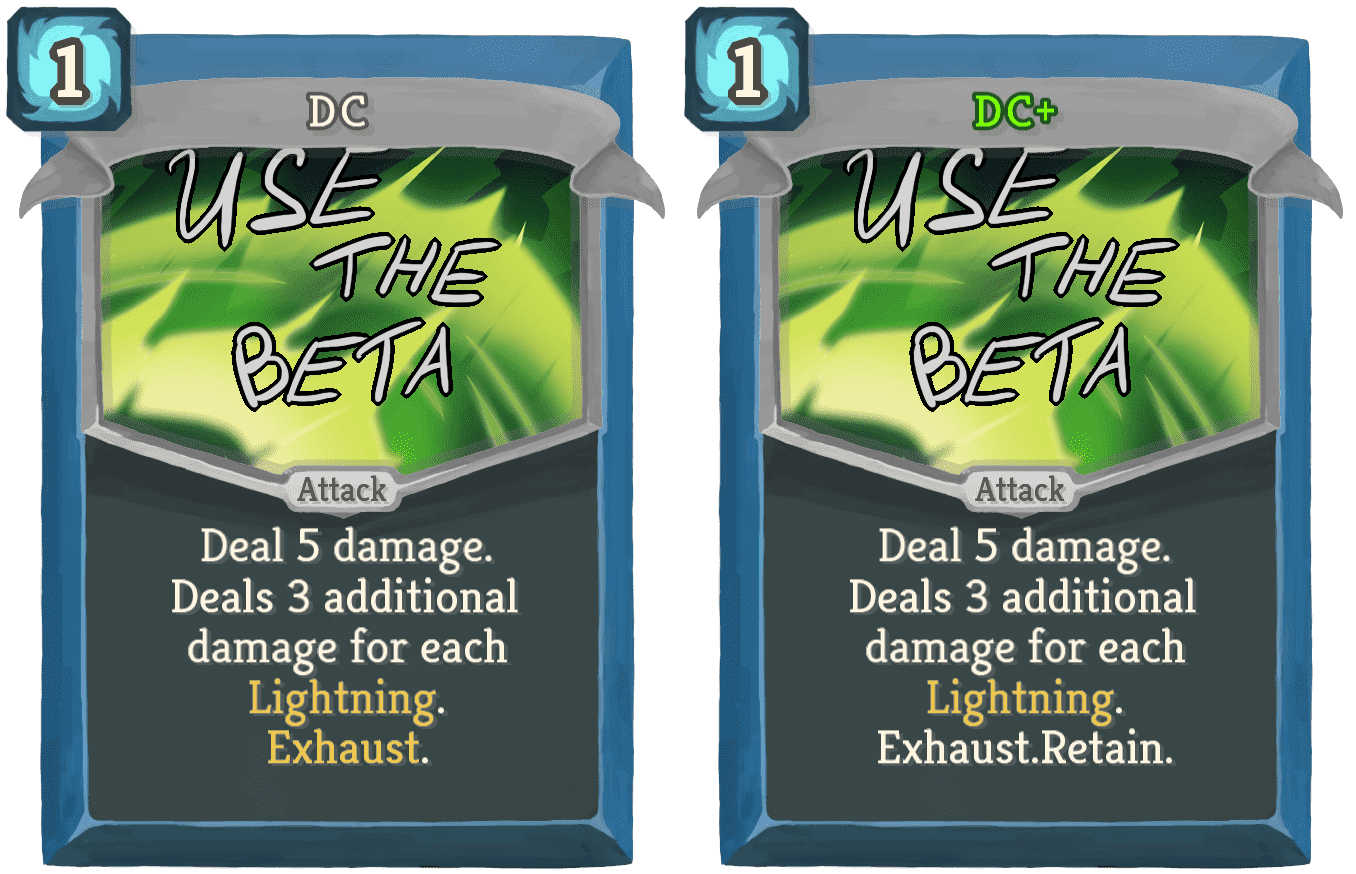 1
DC
USE
THE
BETA
Attack
Deal 5 damage.
Deals 3 additional
damage for each
Lightning.
Exhaust.
1
DC+
USE
THE
BETA
Attack
Deal 5 damage.
Deals 3 additional
damage for each
Lightning.
Exhaust.Retain.